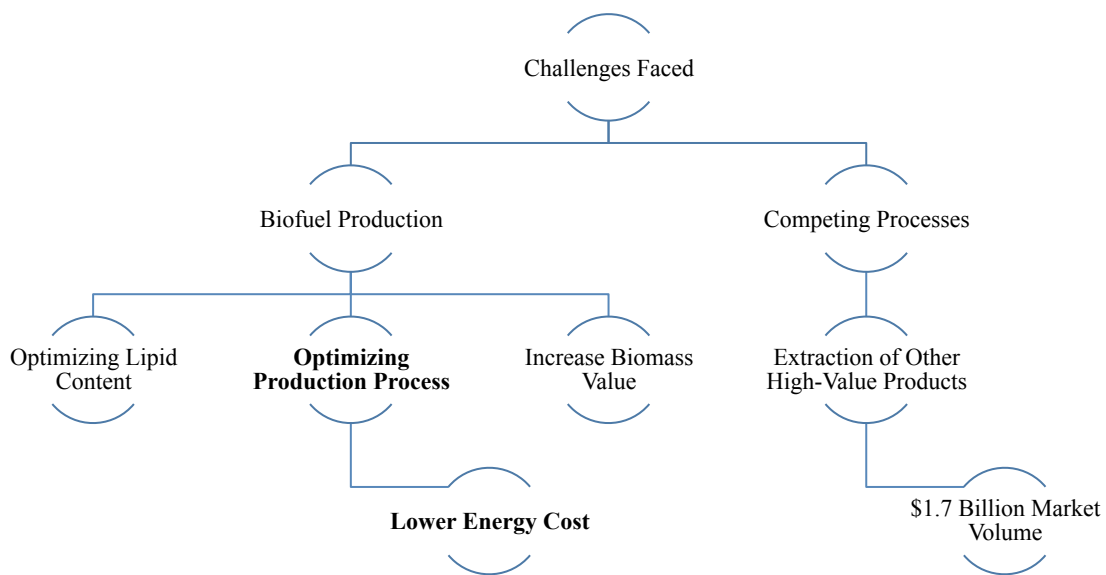 Challenges Faced
Biofuel Production
Competing Processes
Optimizing Lipid
Content
Optimizing
Production Process
Increase Biomass
Value
Extraction of Other
High-Value Products
Lower Energy Cost
$1.7 Billion Market
Volume